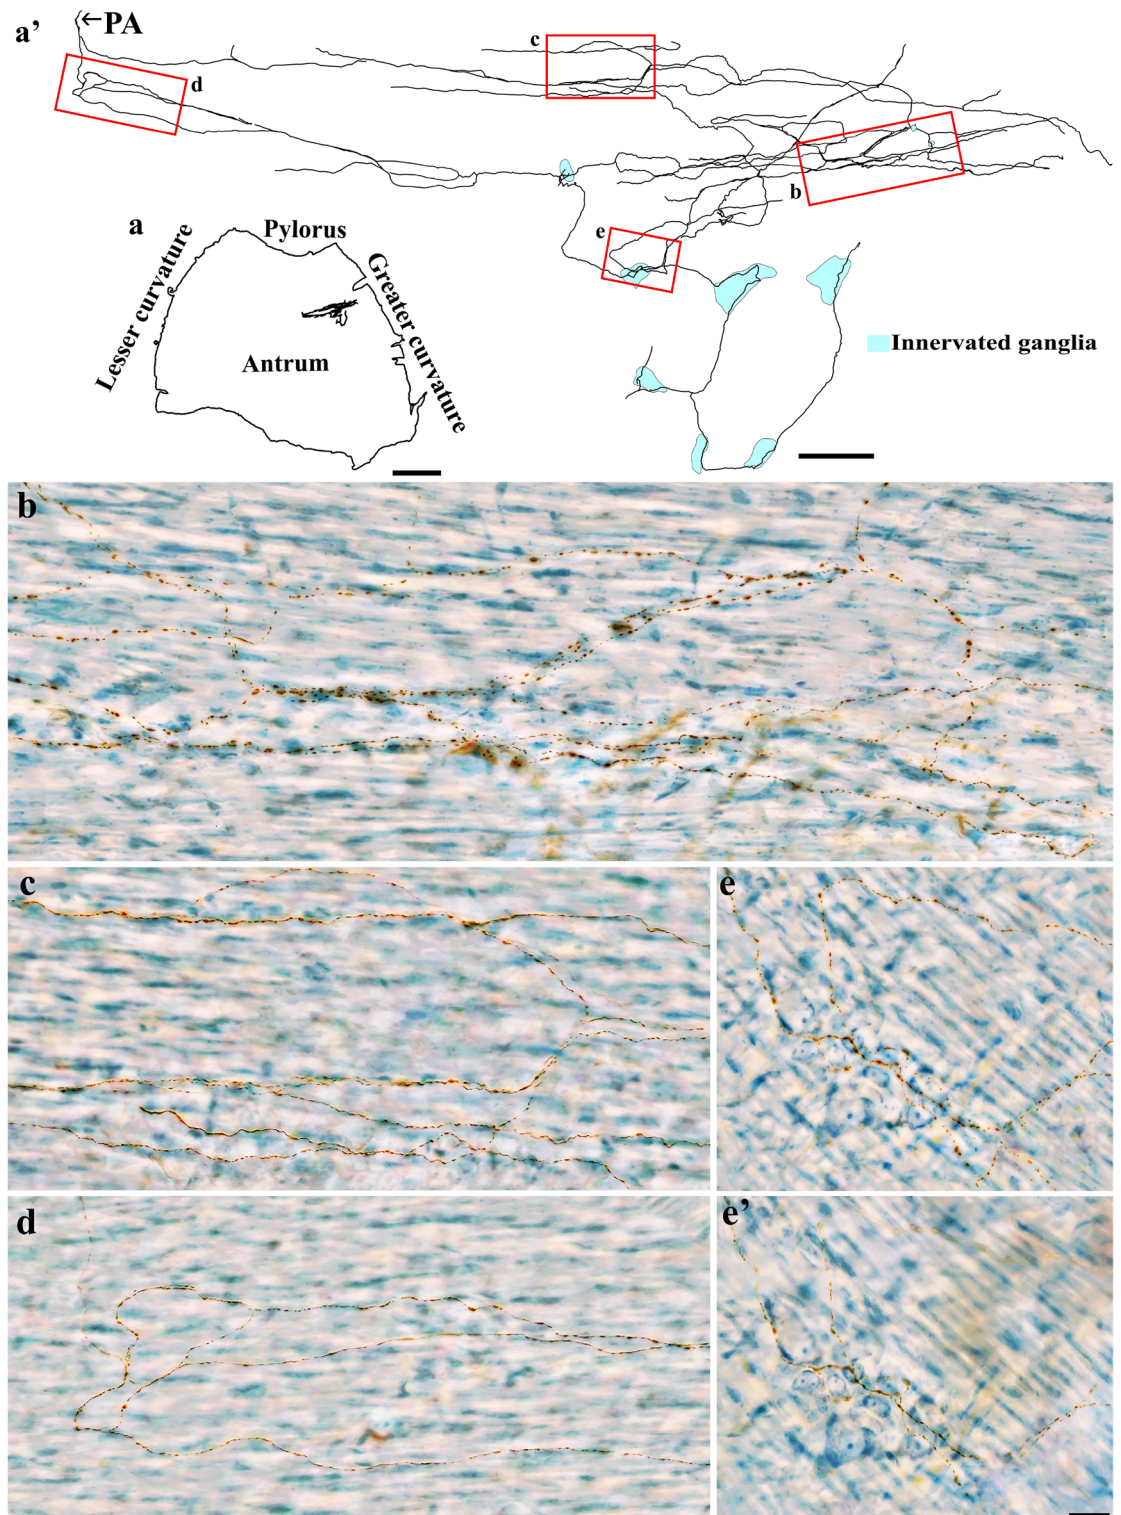 a’
←PA
c
d
b
a
Pylorus
e
Lesser curvature
Greater curvature
Antrum
Innervated ganglia
b
c
e
d
e’